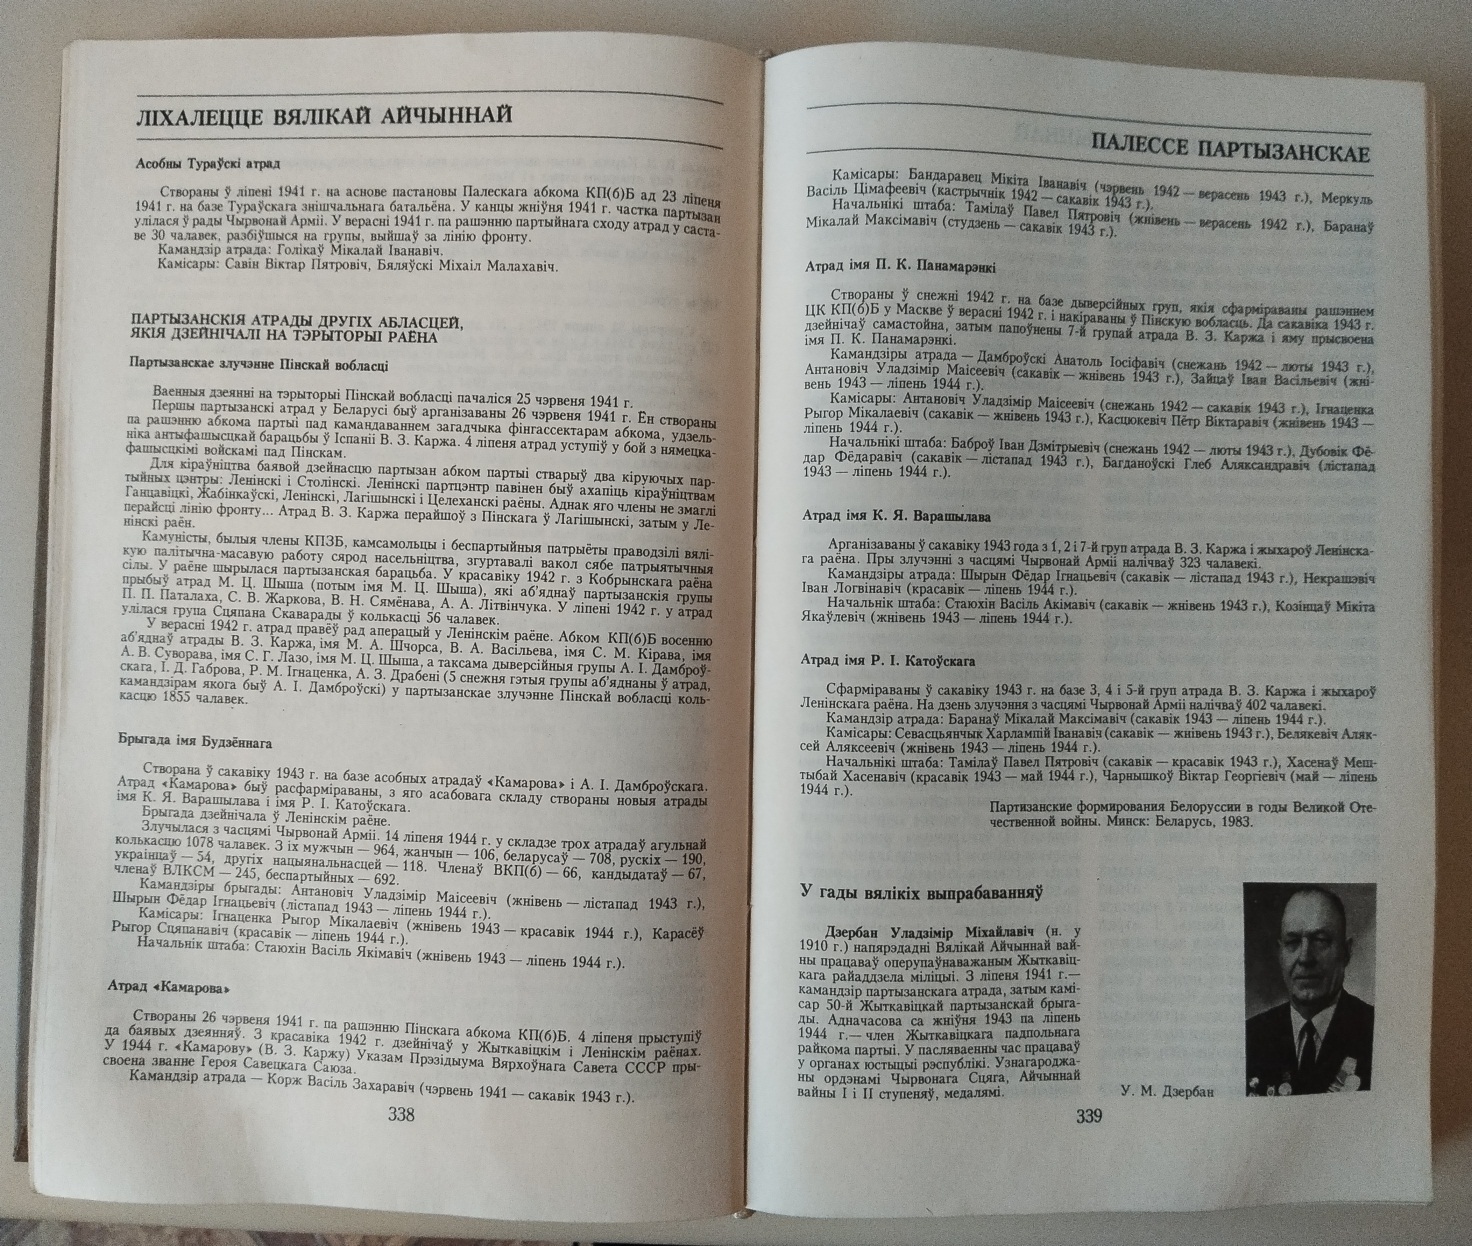 ЛІХАЛЕЦЦЕ ВЯЛІКАЙ АЙЧЫННАЙ
Асобны Тураўскі атрад
Створаны ў ліпені 1941 г. на аснове пастановы Палескага абкома КП(б)Б ад 23 ліпеня
1941 г. на базе Тураўскага знішчальнага батальёна. У канцы жніўня 1941 г. частка партызан
улілася ў рады Чырвонай Арміі. У верасні 1941 г. па рашэнню партыйнага сходу атрад у саста-
ве 30 чалавек, разбіўшыся на групы, выйшаў за лінію фронту.
Камандзір атрада: Голікаў Мікалай Іванавіч.
Камісары: Савін Віктар Пятровіч, Бяляўскі Міхаіл Малахавіч.
ПАРТЫЗАНСКІЯ АТРАДЫ ДРУГІХ АБЛАСЦЕЙ,
ЯКІЯ ДЗЕЙНІЧАЛІ НА ТЭРЫТОРЫІ РАЁНА
Партызанскае злучэнне Пінскай вобласці
Ваенныя дзеянні на тэрыторыі Пінскай вобласці пачаліся 25 чэрвеня 1941 г.
Першы партызанскі атрад у Беларусі быў арганізаваны 26 чэрвеня 1941 г. Ён створаны
па рашэнню абкома партыі пад камандаваннем загадчыка фінгассектарам абкома, удзель-
ніка антыфашысцкай барацьбы ў Іспаніі В. З. Каржа. 4 ліпеня атрад уступіў у бой з нямецка-
фашысцкімі войскамі пад Пінскам.
Для кіраўніцтва баявой дзейнасцю партызан абком партыі стварыў два кіруючых пар-
тыйных цэнтры: Ленінскі і Столінскі. Ленінскі партцэнтр павінен быў ахапіць кіраўніцтвам
Ганцавіцкі, Жабінкаўскі, Ленінскі, Лагішынскі і Целеханскі раёны. Аднак яго члены не змаглі
перайсці лінію фронту... Атрад В. З. Каржа перайшоў з Пінскага ў Лагішынскі, затым у Ле-
нінскі раён.
Камуністы, былыя члены КПЗБ, камсамольцы і беспартыйныя патрыёты праводзілі вялі-
кую палітычна-масавую работу сярод насельніцтва, згуртавалі вакол сябе патрыятычныя
сілы. У раёне шырылася партызанская барацьба. У красавіку 1942 г. з Кобрынскага раёна
прыбыў атрад М. Ц. Шыша (потым імя М. Ц. Шыша), які аб'яднаў партызанскія групы
П. П. Паталаха, С. В. Жаркова, В. Н. Сямёнава, А. А. Літвінчука. У ліпені 1942 г. у атрад
улілася група Сцяпана Скаварады ў колькасці 56 чалавек.
У верасні 1942 г. атрад правёў рад аперацый у Ленінскім раёне. Абком КП(б)Б восенню
аб'яднаў атрады В. З. Каржа, імя М. А. Шчорса, В. А. Васільева, імя С. М. Кірава, імя
А. В. Суворава, імя С. Г. Лазо, імя М. Ц. Шыша, а таксама дыверсійныя групы А. І. Дамброў-
скага, І. Д. Габрова, Р. М. Ігнаценка, А. З. Драбені (5 снежня гэтыя групы аб'яднаны ў атрад,
камандзірам якога быў А. І. Дамброўскі) у партызанскае злучэнне Пінскай вобласці коль-
касцю 1855 чалавек.
Брыгада імя Будзённага
Створана ў сакавіку 1943 г. на базе асобных атрадаў «Камарова» і А. І. Дамброўскага.
Атрад «Камарова» быў расфарміраваны, з яго асабовага складу створаны новыя атрады
імя К. Я. Варашылава і імя Р. І. Катоўскага.
Брыгада дзейнічала ў Ленінскім раёне.
Злучылася з часцямі Чырвонай Арміі. 14 ліпеня 1944 г. у складзе трох атрадаў агульнай
колькасцю 1078 чалавек. З іх мужчын — 964, жанчын — 106, беларусаў — 708, рускіх — 190,
украінцаў — 54, другіх нацыянальнасцей — 118. Членаў ВКП(б) — 66, кандыдатаў — 67,
членаў ВЛКСМ — 245, беспартыйных — 692.
Камандзіры брыгады: Антановіч Уладзімір Маісеевіч (жнівень — лістапад 1943 г.),
Шырын Фёдар Ігнацьевіч (лістапад 1943 — ліпень 1944 г.).
Камісары: Ігнаценка Рыгор Мікалаевіч (жнівень 1943 — красавік 1944 г.), Карасёў
Рыгор Сцяпанавіч (красавік — ліпень 1944 г.).
Начальнік штаба: Стаюхін Васіль Якімавіч (жнівень 1943 — ліпень 1944 г.).
Атрад «Камарова»
Створаны 26 чэрвеня 1941 г. па рашэнню Пінскага абкома КП(б)Б. 4 ліпеня прыступіў
да баявых дзеянняў. З красавіка 1942 г. дзейнічаў у Жыткавіцкім і Ленінскім раёнах.
У 1944 г. «Камарову» (В. З. Каржу) Указам Прэзідыума Вярхоўнага Савета СССР пры-
своена званне Героя Савецкага Саюза.
Камандзір атрада — Корж Васіль Захаравіч (чэрвень 1941 — сакавік 1943 г.).
338
ПАЛЕССЕ ПАРТЫЗАНСКАЕ
Камісары: Бандаравец Мікіта Іванавіч (чэрвень 1942 — верасень 1943 г.), Меркуль
Васіль Цімафеевіч (кастрычнік 1942 — сакавік 1943 г.).
Начальнікі штаба: Тамілаў Павел Пятровіч (жнівень — верасень 1942 г.), Баранаў
Мікалай Максімавіч (студзень — сакавік 1943 г.).
Атрад імя П. К. Панамарэнкі
Створаны ў снежні 1942 г. на базе дыверсійных груп, якія сфарміраваны рашэннем
ЦК КП(б)Б у Маскве ў верасні 1942 г. і накіраваны ў Пінскую вобласць. Да сакавіка 1943 г.
дзейнічаў самастойна, затым папоўнены 7-й групай атрада В. З. Каржа і яму прысвоена
імя П. К. Панамарэнкі.
Камандзіры атрада — Дамброўскі Анатоль Іосіфавіч (снежань 1942 — люты 1943 г.),
Антановіч Уладзімір Маісеевіч (сакавік — жнівень 1943 г.), Зайцаў Іван Васільевіч (жні-
вень 1943 — ліпень 1944 г.).
Камісары: Антановіч Уладзімір Маісеевіч (снежань 1942 — сакавік 1943 г.), Ігнаценка
Рыгор Мікалаевіч (сакавік — жнівень 1943 г.), Касцюкевіч Пётр Віктаравіч (жнівень 1943 —
ліпень 1944 г.).
Начальнікі штаба: Баброў Іван Дзмітрыевіч (снежань 1942 — люты 1943 г.), Дубовік Фё-
дар Фёдаравіч (сакавік — лістапад 1943 г.), Багданоўскі Глеб Аляксандравіч (лістапад
1943 — ліпень 1944 г.).
Атрад імя К. Я. Варашылава
Арганізаваны ў сакавіку 1943 года з 1, 2 і 7-й груп атрада В. З. Каржа і жыхароў Ленінска-
га раёна. Пры злучэнні з часцямі Чырвонай Арміі налічваў 323 чалавекі.
Камандзіры атрада: Шырын Фёдар Ігнацьевіч (сакавік — лістапад 1943 г.), Некрашэвіч
Іван Логвінавіч (красавік — ліпень 1944 г.).
Начальнік штаба: Стаюхін Васіль Акімавіч (сакавік — жнівень 1943 г.), Козінцаў Мікіта
Якаўлевіч (жнівень 1943 — ліпень 1944 г.).
Атрад імя Р. І. Катоўскага
Сфарміраваны ў сакавіку 1943 г. на базе 3, 4 і 5-й груп атрада В. З. Каржа і жыхароў
Ленінскага раёна. На дзень злучэння з часцямі Чырвонай Арміі налічваў 402 чалавекі.
Камандзір атрада: Баранаў Мікалай Максімавіч (сакавік 1943 — ліпень 1944 г.).
Камісары: Севасцьянчык Харлампій Іванавіч (сакавік — жнівень 1943 г.), Белякевіч Аляк-
сей Аляксеевіч (жнівень 1943 — ліпень 1944 г.).
Начальнікі штаба: Тамілаў Павел Пятровіч (сакавік — красавік 1943 г.), Хасенаў Меш-
тыбай Хасенавіч (красавік 1943 — май 1944 г.), Чарнышкоў Віктар Георгіевіч (май — ліпень
1944 г.).
Партизанские формирования Белоруссии в годы Великой Оте-
чественной войны. Минск: Беларусь, 1983.
У гады вялікіх выпрабаванняў
Дзербан Уладзімір Міхайлавіч (н. у
1910 г.) напярэдадні Вялікай Айчыннай вай-
ны працаваў оперупаўнаважаным Жыткавіц-
кага райаддзела міліцыі. З ліпеня 1941 г.—
камандзір партызанскага атрада, затым камі-
сар 50-й Жыткавіцкай партызанскай брыга-
ды. Адначасова са жніўня 1943 па ліпень
1944 г.— член Жыткавіцкага падпольнага
райкома партыі. У пасляваенны час працаваў
у органах юстыцыі рэспублікі. Узнагароджа-
ны ордэнамі Чырвонага Сцяга, Айчыннай
вайны І і ІІ ступеняў, медалямі.
У. М. Дзербан
339